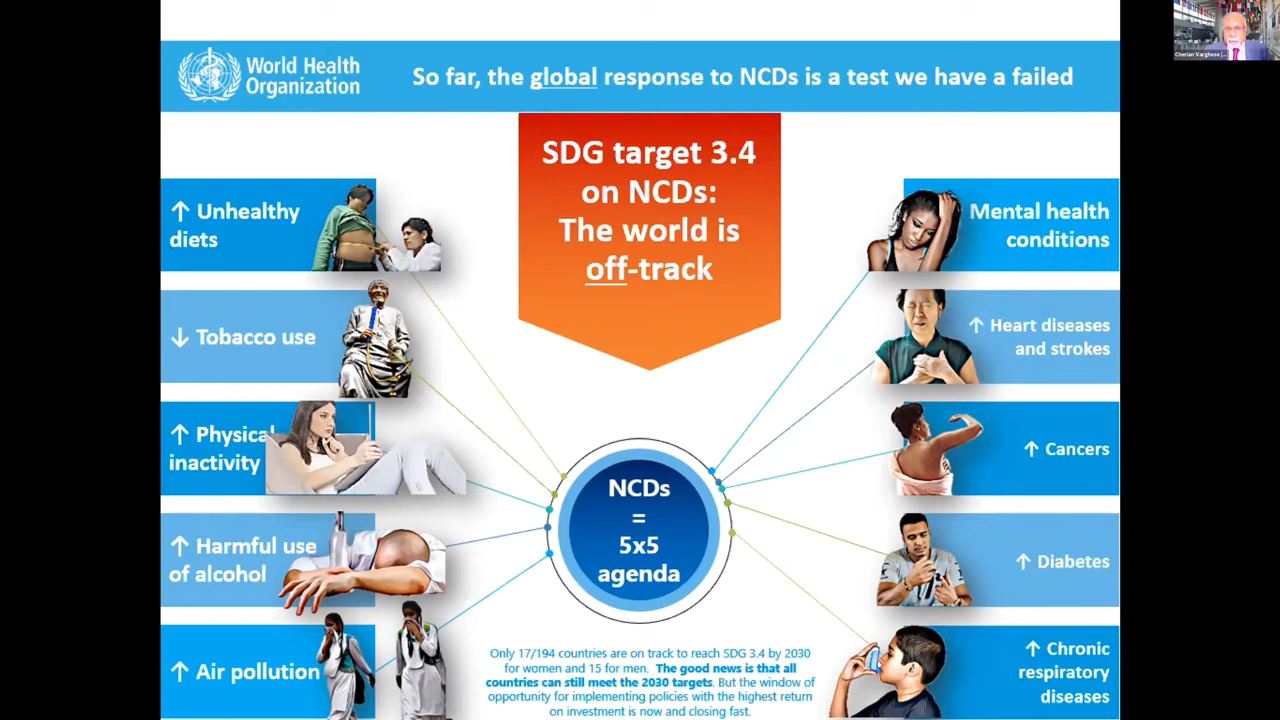 World Health
Organization
So far, the global response to NCDs is a test we have a failed
SDG target 3.4
on NCDs:
The world is
off-track
↑ Unhealthy
diets
↓ Tobacco use
↑ Physical
inactivity
↑ Harmful use
of alcohol
↑ Air pollution
Mental health
conditions
↑ Heart diseases
and strokes
↑ Cancers
↑ Diabetes
↑ Chronic
respiratory
diseases
NCDs
=
5x5
agenda
Only 17/194 countries are on track to reach SDG 3.4 by 2030
for women and 15 for men. The good news is that all
countries can still meet the 2030 targets. But the window of
opportunity for implementing policies with the highest return
on investment is now and closing fast.
Cherian Varghese